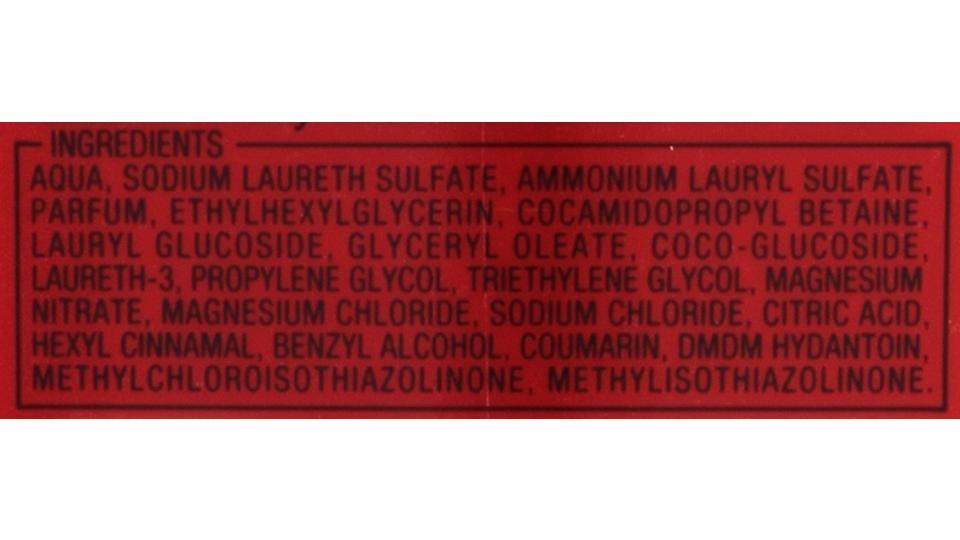 INGREDIENTS
AQUA, SODIUM LAURETH SULFATE, AMMONIUM LAURYL SULFATE,
PARFUM, ETHYLHEXYLGLYCERIN, COCAMIDOPROPYL BETAINE,
LAURYL GLUCOSIDE, GLYCERYL OLEATE, COCO-GLUCOSIDE,
LAURETH-3, PROPYLENE GLYCOL, TRIETHYLENE GLYCOL, MAGNESIUM
NITRATE, MAGNESIUM CHLORIDE, SODIUM CHLORIDE, CITRIC ACID,
HEXYL CINNAMAL, BENZYL ALCOHOL, COUMARIN, DMDM HYDANTOIN,
METHYLCHLOROISOTHIAZOLINONE, METHYLISOTHIAZOLINONE.